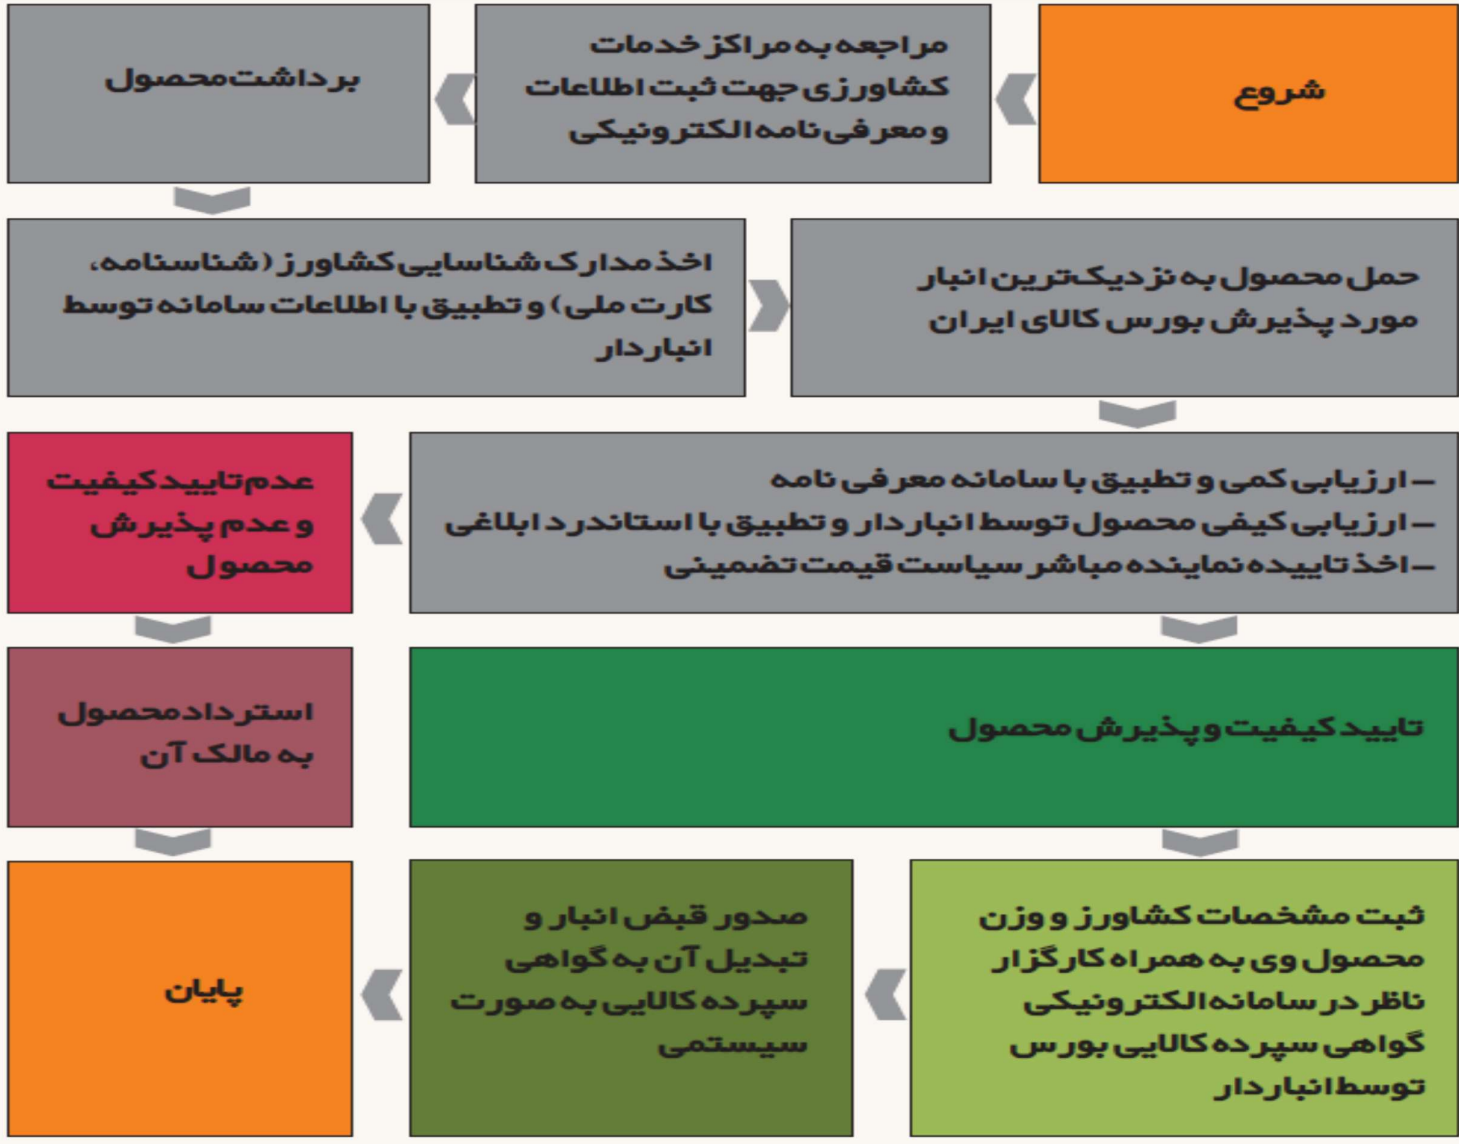 شروع
مراجعه به مراکز خدمات
کشاورزی جهت ثبت اطلاعات
و معرفی نامه الکترونیکی
برداشت محصول
اخذ مدارک شناسایی کشاورز (شناسنامه،
کارت ملی) و تطبیق با اطلاعات سامانه توسط
انباردار
حمل محصول به نزدیک‌ترین انبار
مورد پذیرش بورس کالای ایران
– ارزیابی کمی و تطبیق با سامانه معرفی نامه
– ارزیابی کیفی محصول توسط انباردار و تطبیق با استاندرد ابلاغی
– اخذ تاییده نماینده مباشر سیاست قیمت تضمینی
عدم تایید کیفیت
و عدم پذیرش
محصول
استرداد محصول
به مالک آن
تایید کیفیت و پذیرش محصول
ثبت مشخصات کشاورز و وزن
محصول وی به همراه کارگزار
ناظر در سامانه الکترونیکی
گواهی سپرده کالایی بورس
توسط انباردار
صدور قبض انبار و
تبدیل آن به گواهی
سپرده کالایی به صورت
سیستمی
پایان